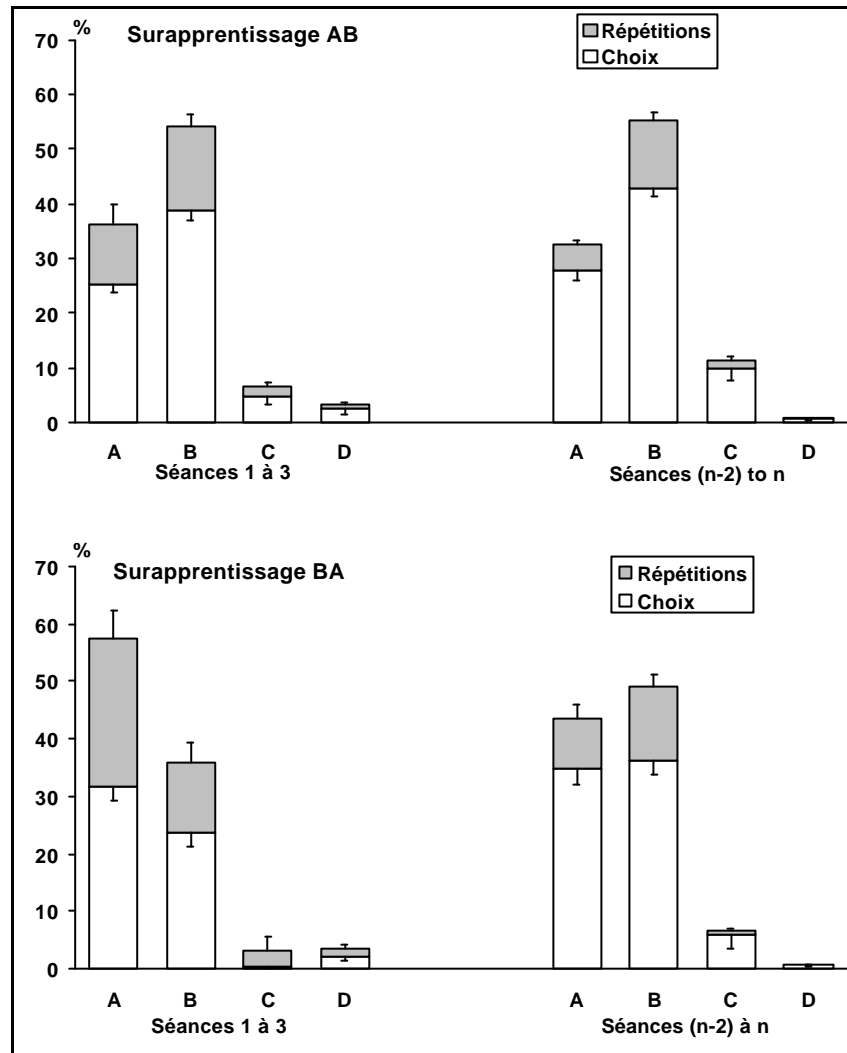 %
Surapprentissage AB
Répétitions
Choix
70
60
50
40
30
20
10
0
A B C D A B C D
Séances 1 à 3 Séances (n-2) to n
%
Surapprentissage BA
Répétitions
Choix
70
60
50
40
30
20
10
0
A B C D A B C D
Séances 1 à 3 Séances (n-2) à n